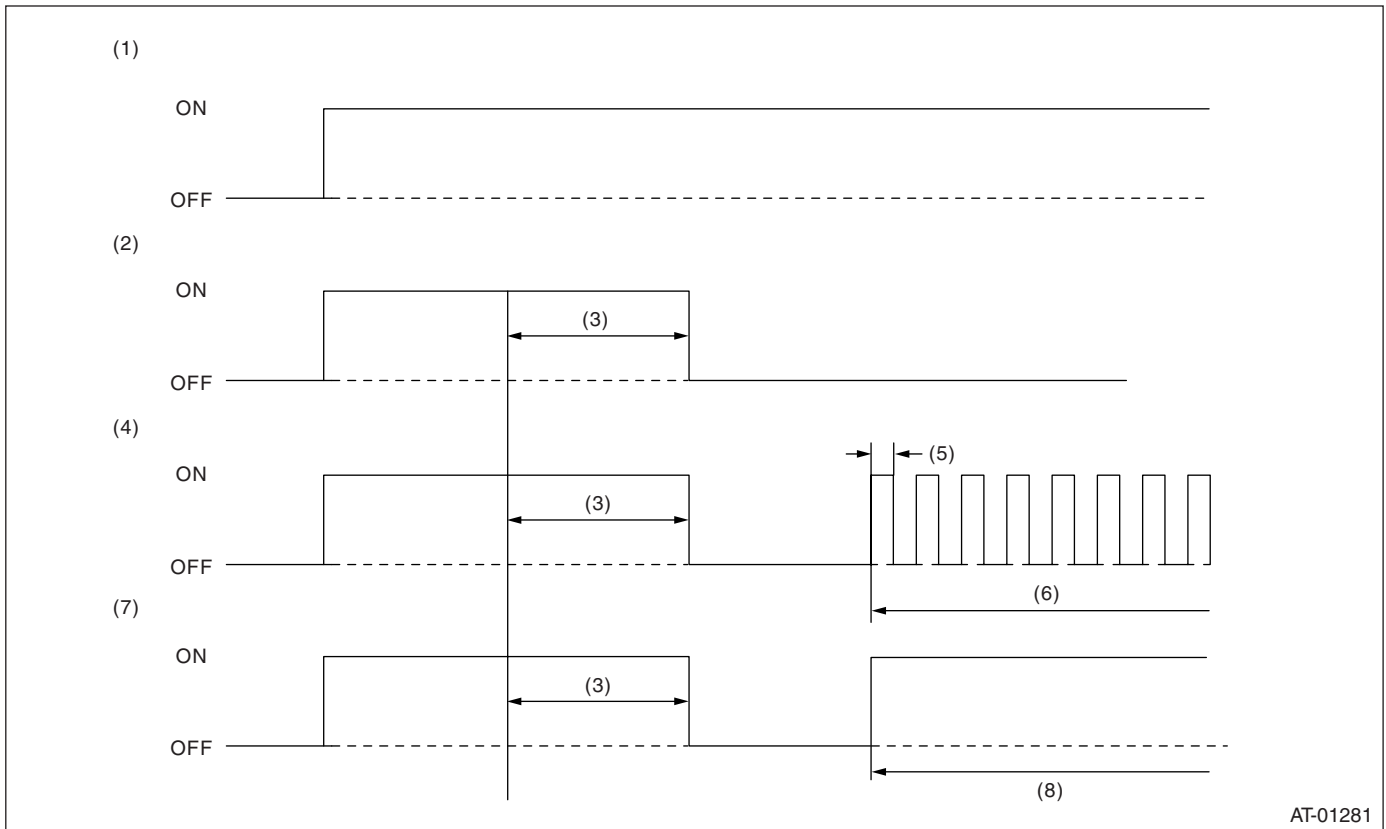 (1)
ON
OFF
(2)
ON
(3)
OFF
(4)
ON
(5)
(3)
OFF
(6)
(7)
ON
(3)
OFF
(8)
AT-01281